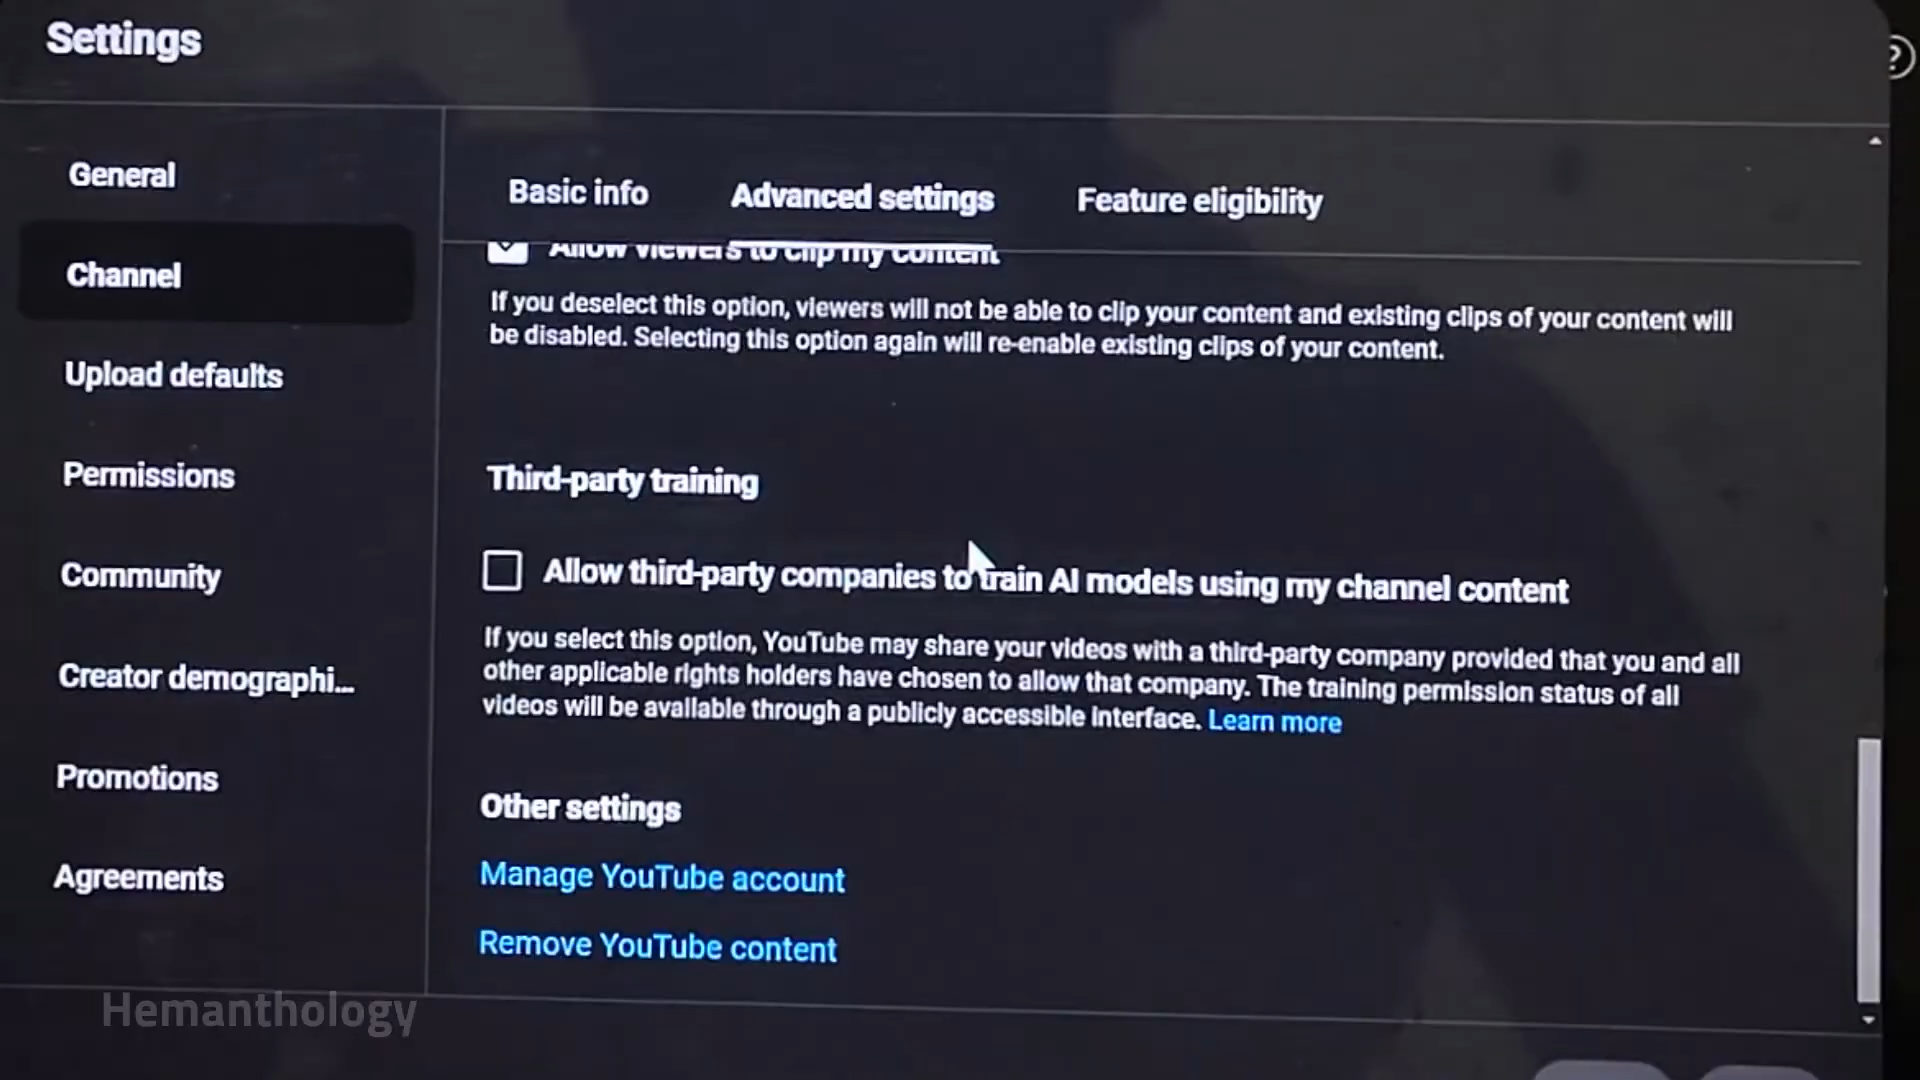 Settings
?
General
Channel
Upload defaults
Permissions
Community
Creator demographi...
Promotions
Agreements
Basic info
Advanced settings
Feature eligibility
Allow viewers to clip my content
If you deselect this option, viewers will not be able to clip your content and existing clips of your content will
be disabled. Selecting this option again will re-enable existing clips of your content.
Third-party training
Allow third-party companies to train AI models using my channel content
If you select this option, YouTube may share your videos with a third-party company provided that you and all
other applicable rights holders have chosen to allow that company. The training permission status of all
videos will be available through a publicly accessible interface. Learn more
Other settings
Manage YouTube account
Remove YouTube content
Hemanthology